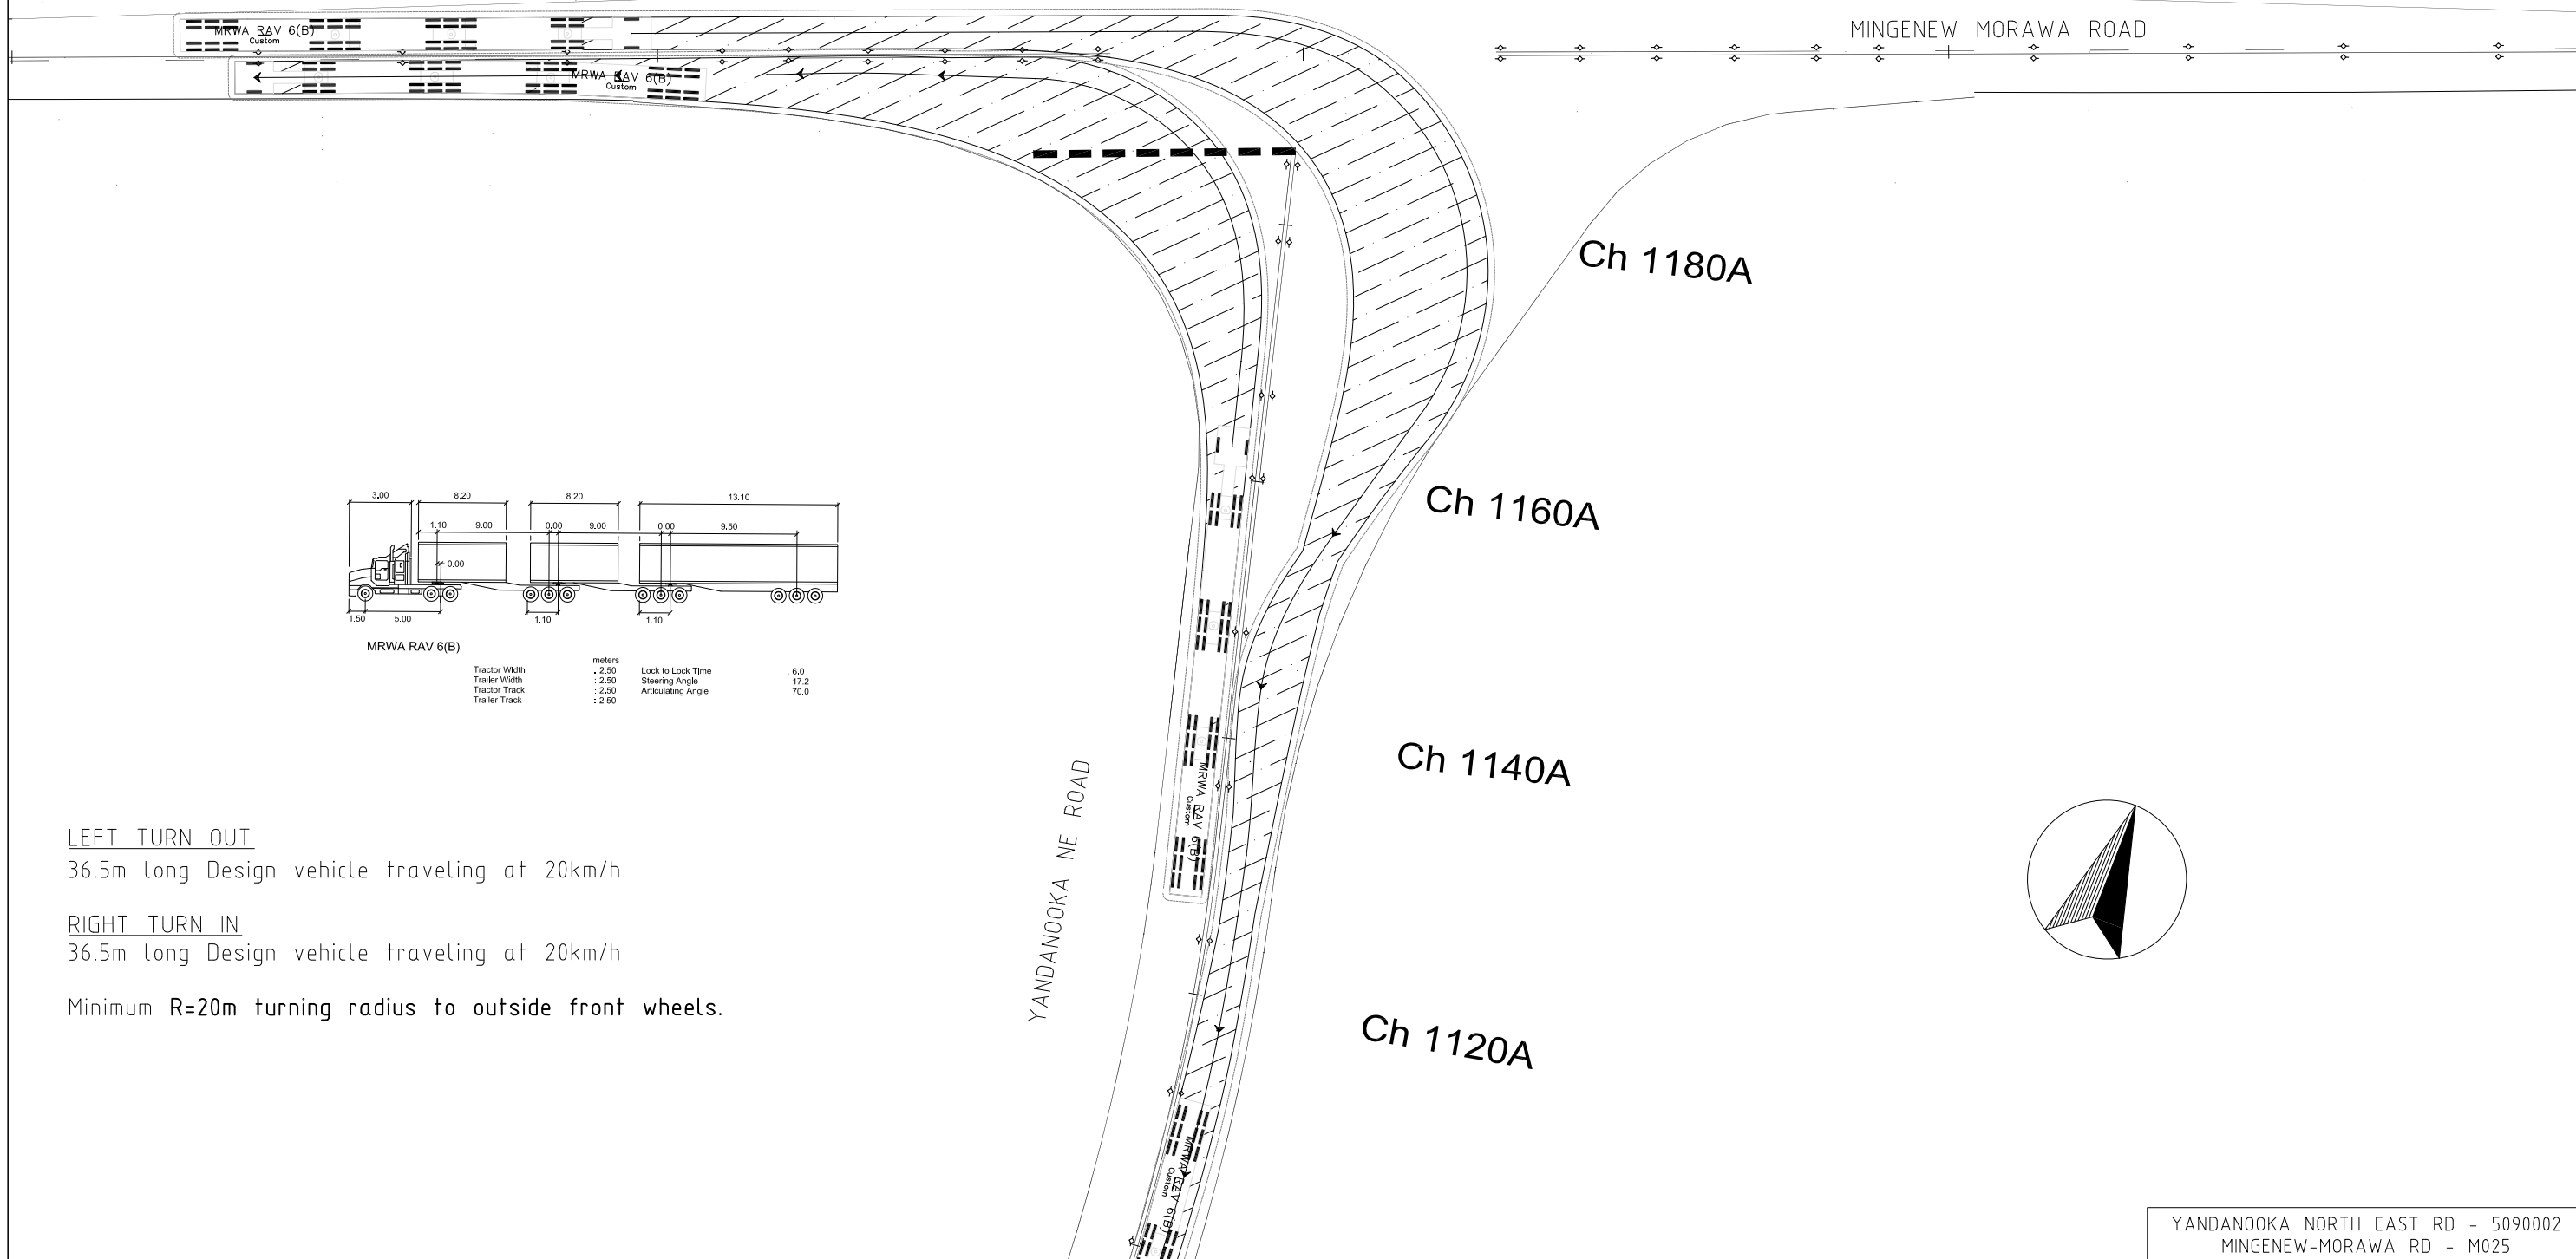 MRWA RAV 6(B)
Custom
MINGENEW MORAWA ROAD
MRWA RAV 6(B)
Custom
Ch 1180A
Ch 1160A
3.00 8.20 8.20 13.10
1.10 9.00 0.00 9.00 0.00 9.50
0.00
1.50 5.00 1.10 1.10
MRWA RAV 6(B)
meters
Tractor Width : 2.50 Lock to Lock Time : 6.0
Trailer Width : 2.50 Steering Angle : 17.2
Tractor Track : 2.50 Articulating Angle : 70.0
Trailer Track : 2.50
Ch 1140A
MRWA RAV 6(B)
Custom
YANDANOOKA NE ROAD
LEFT TURN OUT
36.5m long Design vehicle traveling at 20km/h
RIGHT TURN IN
36.5m long Design vehicle traveling at 20km/h
Minimum R=20m turning radius to outside front wheels.
Ch 1120A
MRWA RAV 6(B)
Custom
YANDANOOKA NORTH EAST RD - 5090002
MINGENEW-MORAWA RD - M025